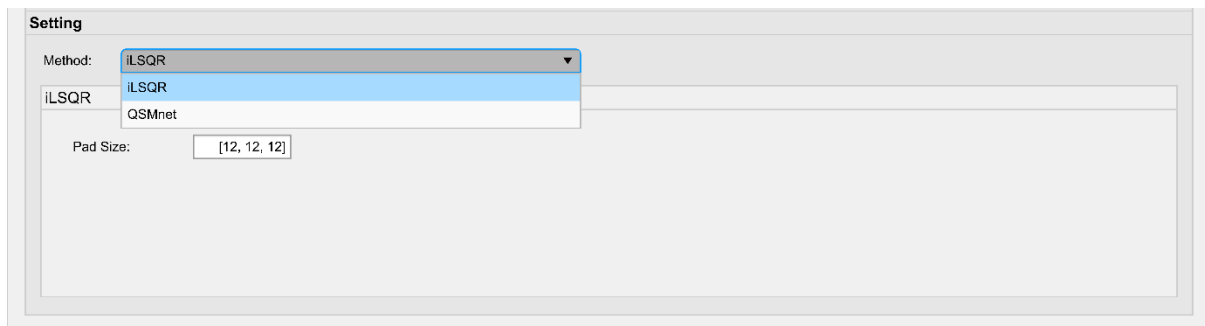 Setting
Method: iLSQR
iLSQR
iLSQR
QSMnet
Pad Size: [12, 12, 12]